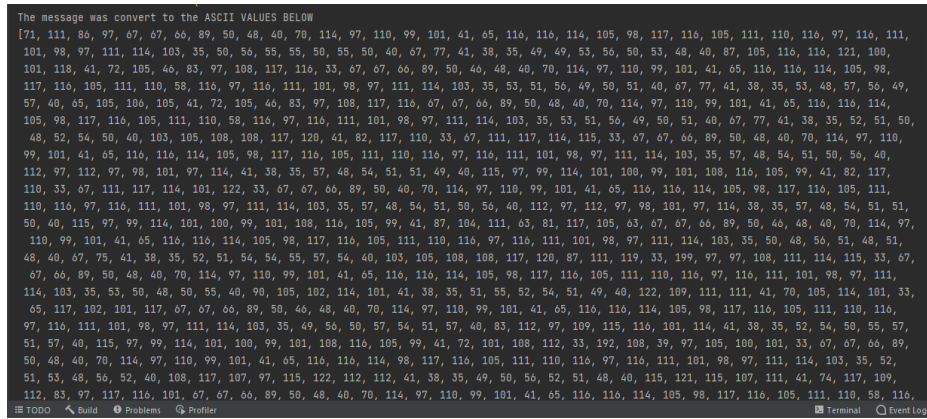 The message was convert to the ASCII VALUES BELOW
[71, 111, 86, 97, 67, 67, 66, 89, 50, 48, 40, 70, 114, 97, 110, 99, 101, 41, 65, 116, 116, 114, 105, 98, 117, 116, 105, 111, 110, 116, 97, 116, 111,
101, 98, 97, 111, 114, 103, 35, 50, 56, 55, 55, 50, 55, 50, 40, 67, 77, 41, 38, 35, 49, 49, 53, 56, 50, 53, 48, 40, 87, 105, 116, 116, 121, 100,
101, 118, 41, 72, 105, 46, 83, 97, 108, 117, 116, 33, 67, 67, 66, 89, 50, 46, 48, 40, 70, 114, 97, 110, 99, 101, 41, 65, 116, 116, 114, 105, 98,
117, 116, 105, 111, 110, 58, 116, 97, 116, 111, 101, 98, 97, 111, 114, 103, 35, 53, 51, 56, 49, 50, 51, 40, 67, 77, 41, 38, 35, 53, 48, 57, 56, 49,
57, 40, 65, 105, 106, 105, 41, 72, 105, 46, 83, 97, 108, 117, 116, 67, 67, 66, 89, 50, 48, 40, 70, 114, 97, 110, 99, 101, 41, 65, 116, 116, 114,
105, 98, 117, 116, 105, 111, 110, 58, 116, 97, 116, 111, 101, 98, 97, 111, 114, 103, 35, 53, 51, 56, 49, 50, 51, 40, 67, 77, 41, 38, 35, 52, 51, 50,
48, 52, 54, 50, 40, 103, 105, 108, 108, 117, 120, 41, 82, 117, 110, 33, 67, 111, 117, 114, 115, 33, 67, 67, 66, 89, 50, 48, 40, 70, 114, 97, 110,
99, 101, 41, 65, 116, 116, 114, 105, 98, 117, 116, 105, 111, 110, 116, 97, 116, 111, 101, 98, 97, 111, 114, 103, 35, 57, 48, 54, 51, 50, 56, 40,
112, 97, 112, 97, 98, 101, 97, 114, 41, 38, 35, 57, 48, 54, 51, 51, 49, 40, 115, 97, 99, 114, 101, 100, 99, 101, 108, 116, 105, 99, 41, 82, 117,
110, 33, 67, 111, 117, 114, 101, 122, 33, 67, 67, 66, 89, 50, 40, 70, 114, 97, 110, 99, 101, 41, 65, 116, 116, 114, 105, 98, 117, 116, 105, 111,
110, 116, 97, 116, 111, 101, 98, 97, 111, 114, 103, 35, 57, 48, 54, 51, 50, 56, 40, 112, 97, 112, 97, 98, 101, 97, 114, 41, 38, 35, 57, 48, 54, 51, 51,
50, 40, 115, 97, 99, 114, 101, 100, 99, 101, 108, 116, 105, 99, 41, 87, 104, 111, 63, 81, 117, 105, 63, 67, 67, 66, 89, 50, 46, 48, 40, 70, 114, 97,
110, 99, 101, 41, 65, 116, 116, 114, 105, 98, 117, 116, 105, 111, 110, 116, 97, 116, 111, 101, 98, 97, 111, 114, 103, 35, 50, 48, 56, 51, 48, 51,
48, 40, 67, 75, 41, 38, 35, 52, 51, 54, 54, 55, 57, 54, 40, 103, 105, 108, 108, 117, 120, 87, 111, 119, 33, 199, 97, 97, 108, 111, 114, 115, 33, 67,
67, 66, 89, 50, 48, 40, 70, 114, 97, 110, 99, 101, 41, 65, 116, 116, 114, 105, 98, 117, 116, 105, 111, 110, 116, 97, 116, 111, 101, 98, 97, 111,
114, 103, 35, 53, 50, 48, 50, 55, 40, 90, 105, 102, 114, 101, 41, 38, 35, 51, 55, 52, 54, 51, 49, 40, 122, 109, 111, 111, 41, 70, 105, 114, 101, 33,
65, 117, 102, 101, 117, 67, 67, 66, 89, 50, 46, 48, 40, 70, 114, 97, 110, 99, 101, 41, 65, 116, 116, 114, 105, 98, 117, 116, 105, 111, 110, 116,
97, 116, 111, 101, 98, 97, 111, 114, 103, 35, 49, 56, 50, 57, 54, 51, 57, 40, 83, 112, 97, 109, 115, 116, 101, 114, 41, 38, 35, 52, 54, 50, 55, 57,
51, 57, 40, 115, 97, 99, 114, 101, 100, 99, 101, 108, 116, 105, 99, 41, 72, 101, 108, 112, 33, 192, 108, 39, 97, 105, 100, 101, 33, 67, 67, 66, 89,
50, 48, 40, 70, 114, 97, 110, 99, 101, 41, 65, 116, 116, 114, 98, 117, 116, 105, 111, 110, 116, 97, 116, 111, 101, 98, 97, 111, 114, 103, 35, 52,
51, 53, 48, 56, 52, 40, 108, 117, 107, 97, 115, 122, 112, 112, 41, 38, 35, 49, 50, 56, 52, 51, 48, 40, 115, 121, 115, 107, 111, 41, 74, 117, 109,
112, 83, 97, 117, 116, 101, 67, 67, 66, 89, 50, 48, 40, 70, 114, 97, 110, 99, 101, 41, 65, 116, 116, 114, 105, 98, 117, 116, 105, 111, 110, 58, 116,
TODO Build Problems Profiler Terminal Event Log